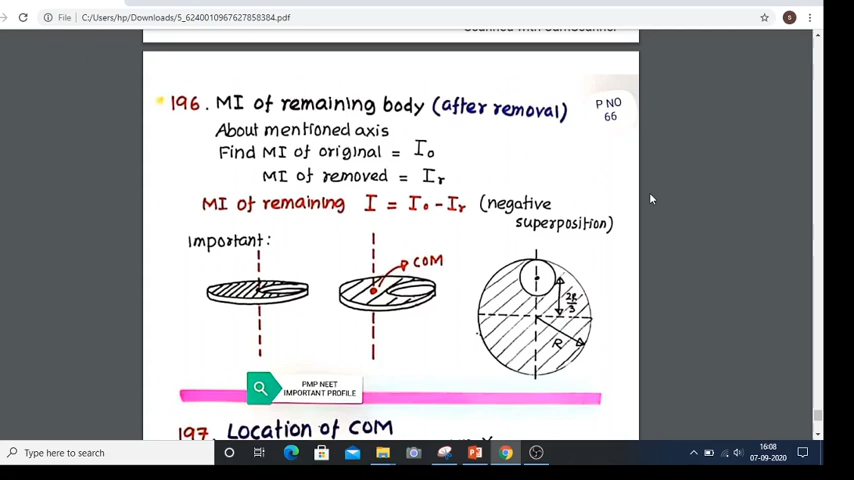 File
C:/Users/hp/Downloads/5_6240010967627858384.pdf
S
196. MI of remaining body (after removal)
P NO
66
About mentioned axis
Find MI of original = I₀
MI of removed = Iᵣ
MI of remaining I = I₀ - Iᵣ (negative
superposition)
Important:
COM
2R/3
R
PMP NEET
IMPORTANT PROFILE
197. Location of COM
Type here to search
16:08
07-09-2020